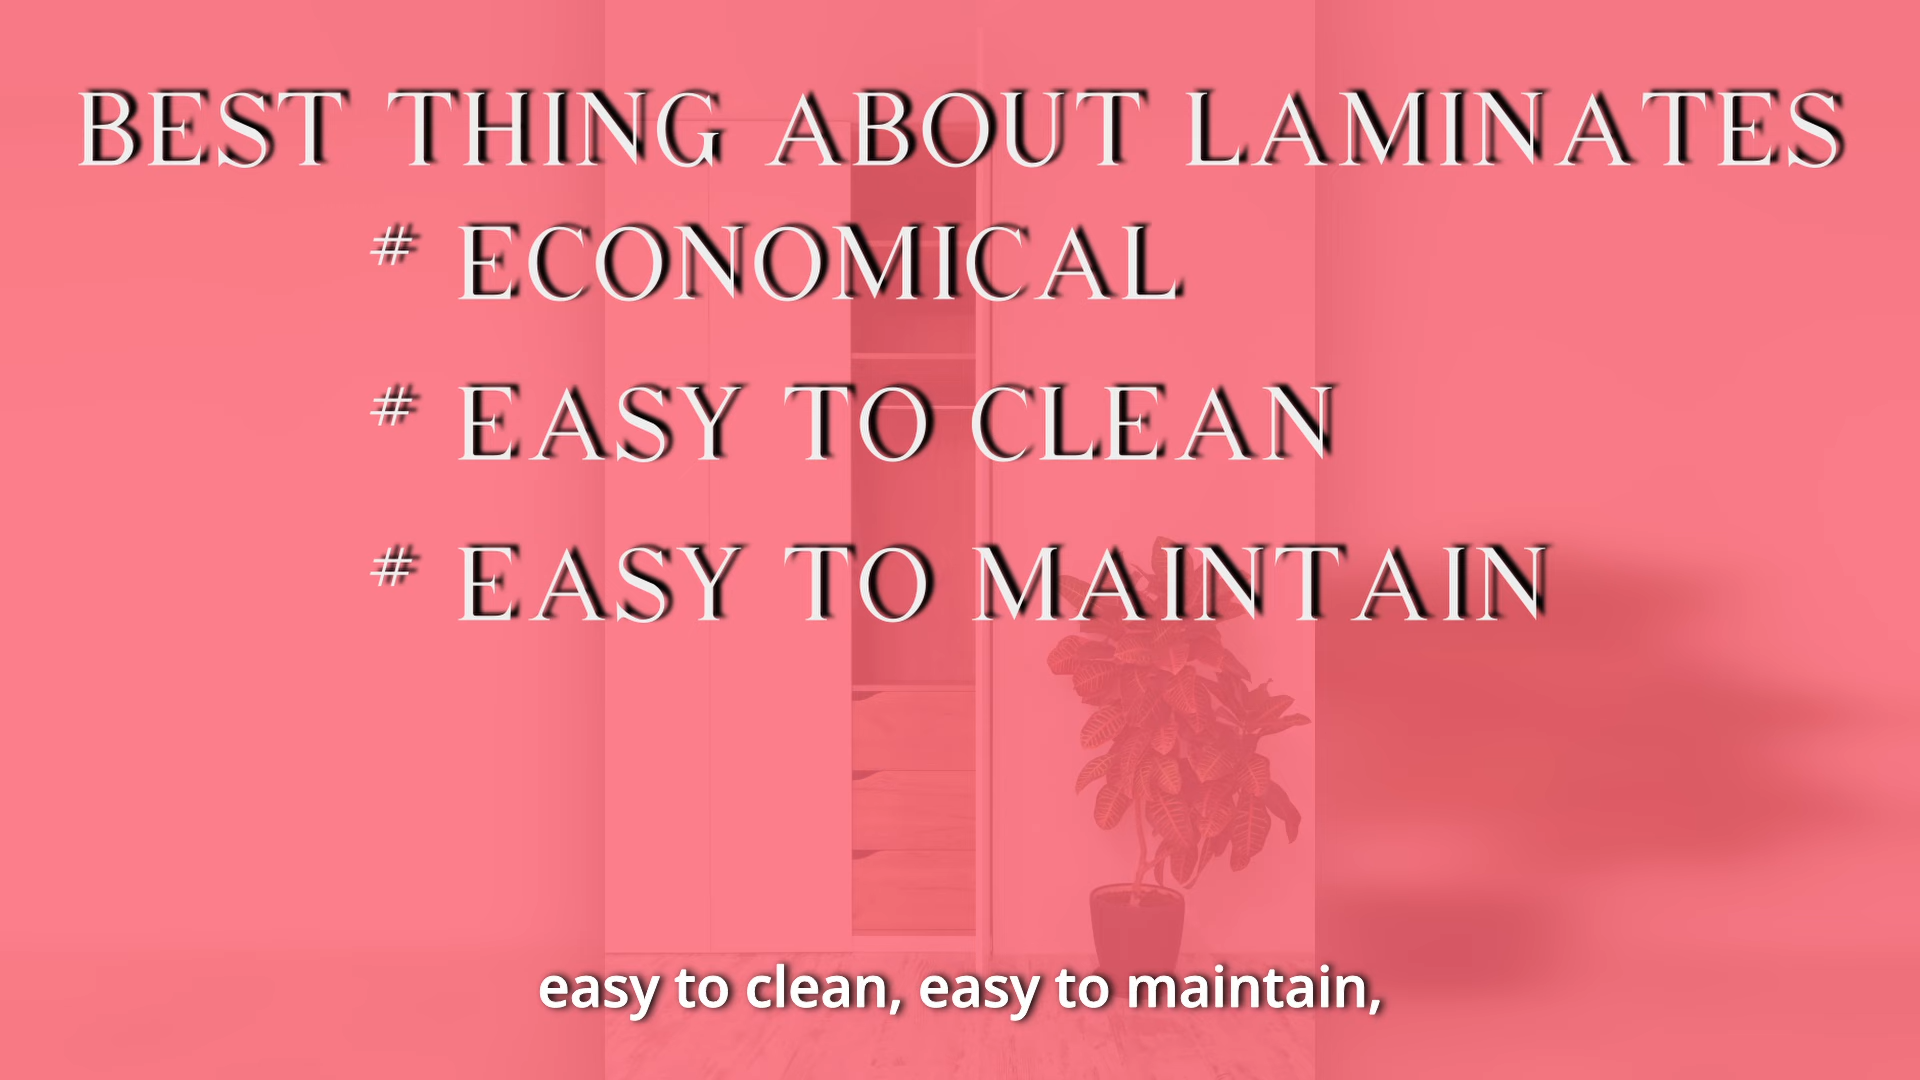 BEST THING ABOUT LAMINATES
# ECONOMICAL
# EASY TO CLEAN
# EASY TO MAINTAIN
easy to clean, easy to maintain,